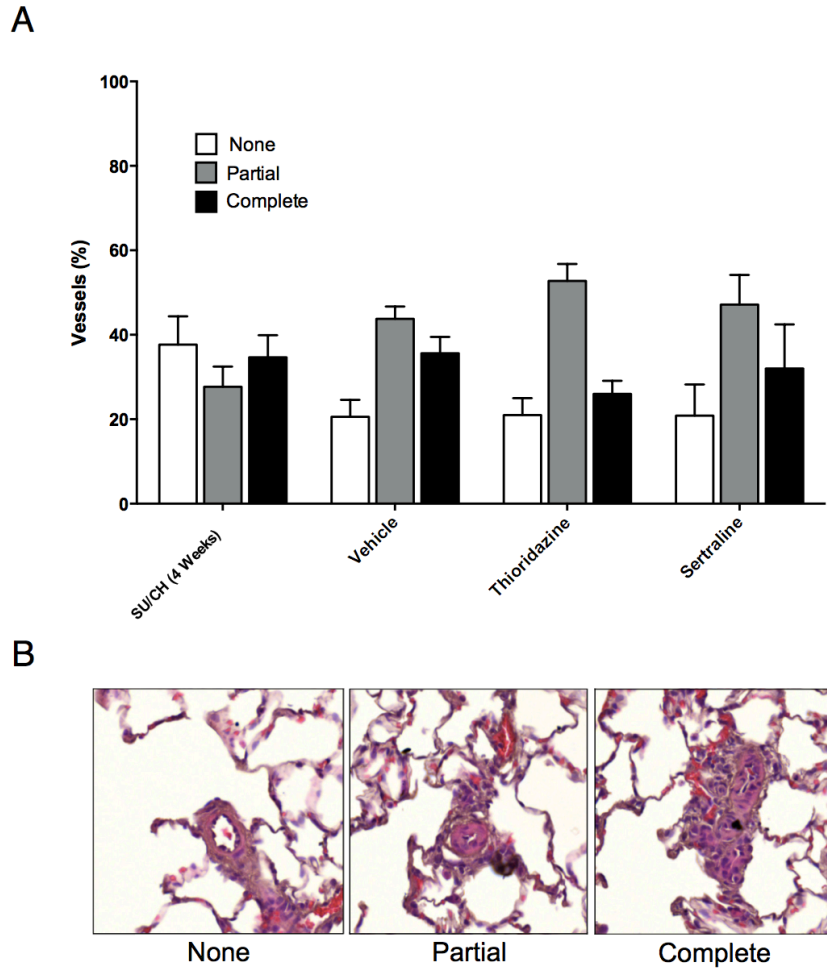 A
100
80
60
40
20
0
Vessels (%)
None
Partial
Complete
SU/CH (4 Weeks)
Vehicle
Thioridazine
Sertraline
B
None
Partial
Complete